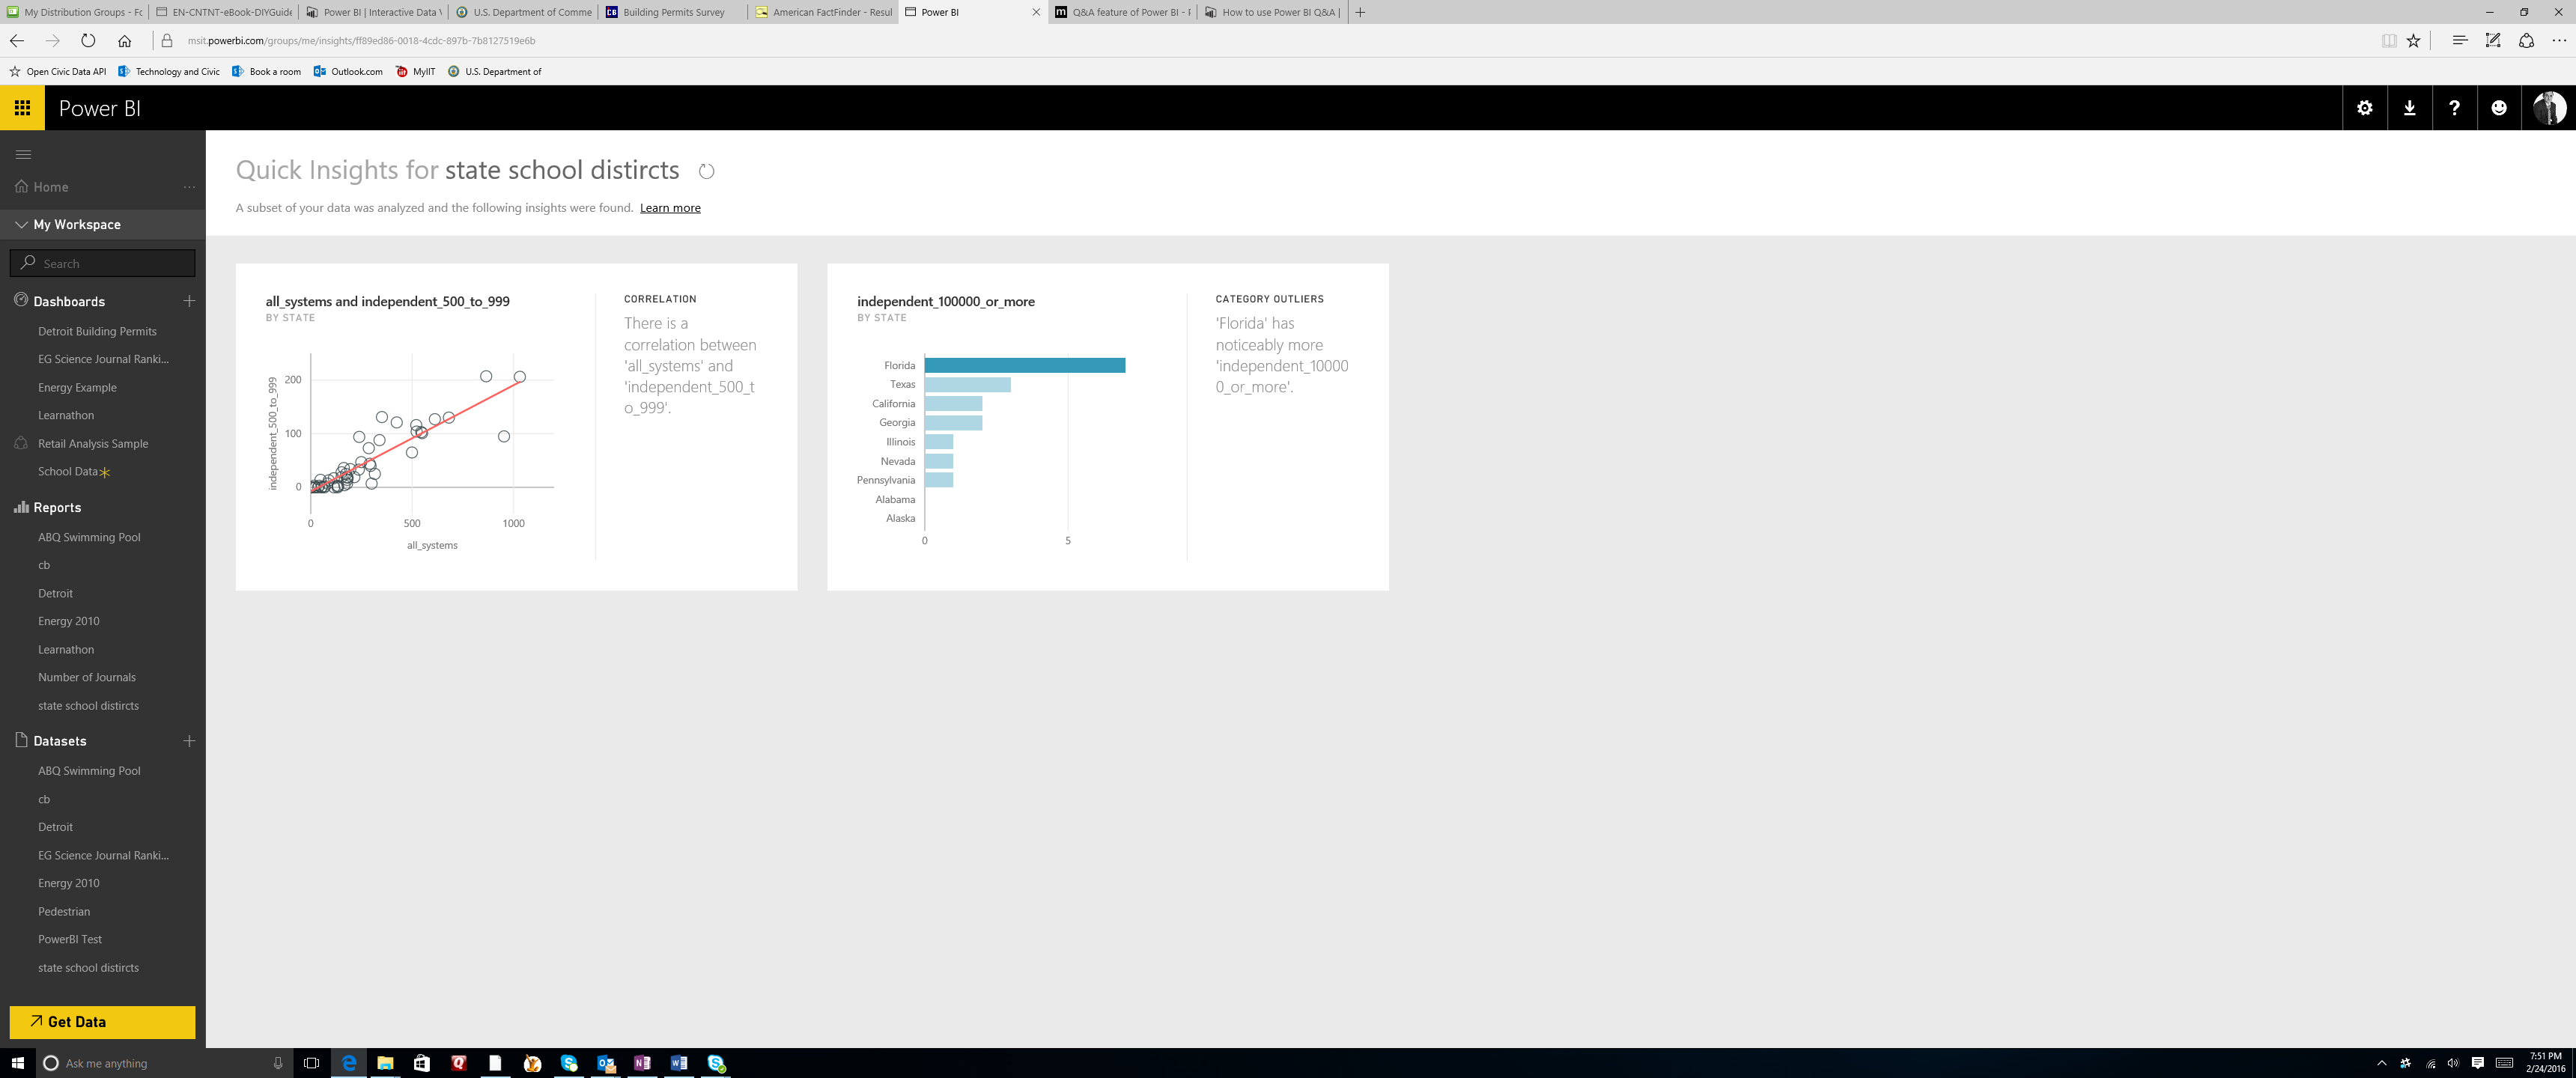 My Distribution Groups - Fc
EN-CNTNT-eBook-DIYGuide
Power BI | Interactive Data V
U.S. Department of Comme
CB Building Permits Survey
American FactFinder - Resul
Power BI
m Q&A feature of Power BI - F
How to use Power BI Q&A |
msit.powerbi.com/groups/me/insights/ff89ed86-0018-4cdc-897b-7b8127519e6b
Open Civic Data API
Technology and Civic
Book a room
Outlook.com
MyIIT
U.S. Department of
Power BI
Home
My Workspace
Search
Dashboards
Detroit Building Permits
EG Science Journal Ranki...
Energy Example
Learnathon
Retail Analysis Sample
School Data
Reports
ABQ Swimming Pool
cb
Detroit
Energy 2010
Learnathon
Number of Journals
state school distircts
Datasets
ABQ Swimming Pool
cb
Detroit
EG Science Journal Ranki...
Energy 2010
Pedestrian
PowerBI Test
state school distircts
Get Data
Quick Insights for state school distircts
A subset of your data was analyzed and the following insights were found. Learn more
all_systems and independent_500_to_999
BY STATE
independent_500_to_999
200
100
0
0
500
1000
all_systems
CORRELATION
There is a
correlation between
'all_systems' and
'independent_500_t
o_999'.
independent_100000_or_more
BY STATE
Florida
Texas
California
Georgia
Illinois
Nevada
Pennsylvania
Alabama
Alaska
0
5
CATEGORY OUTLIERS
'Florida' has
noticeably more
'independent_10000
0_or_more'.
Ask me anything
7:51 PM
2/24/2016